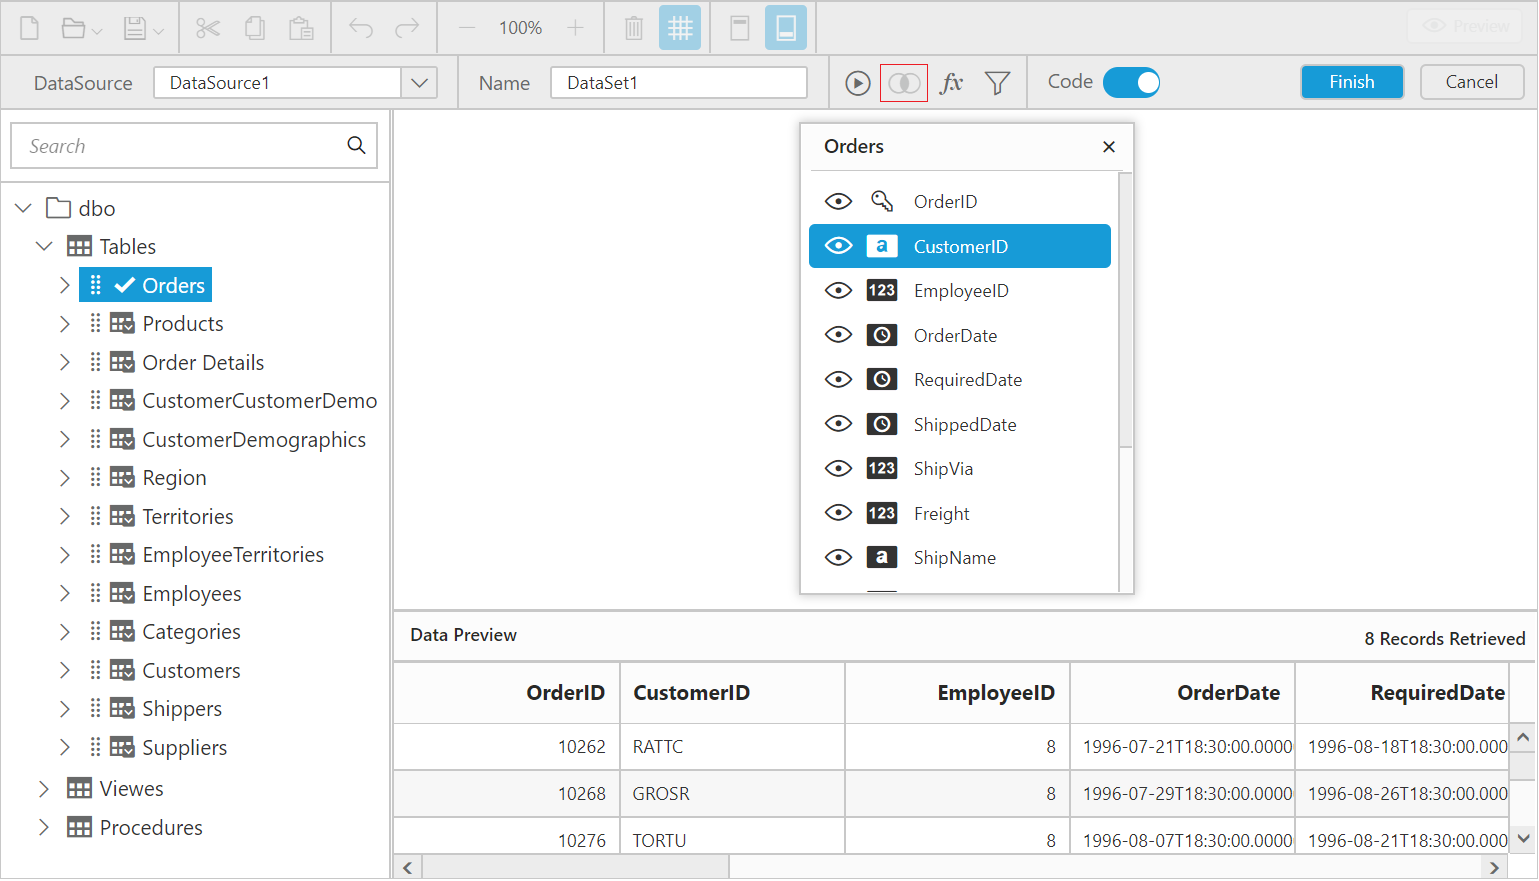 100%
Preview
DataSource DataSource1 Name DataSet1 fx Code Finish Cancel
Search
dbo
Tables
Orders
Products
Order Details
CustomerCustomerDemo
CustomerDemographics
Region
Territories
EmployeeTerritories
Employees
Categories
Customers
Shippers
Suppliers
Viewes
Procedures
Orders
OrderID
a CustomerID
123 EmployeeID
OrderDate
RequiredDate
ShippedDate
123 ShipVia
123 Freight
a ShipName
Data Preview 8 Records Retrieved
OrderID CustomerID EmployeeID OrderDate RequiredDate
10262 RATTC 8 1996-07-21T18:30:00.0000 1996-08-18T18:30:00.000
10268 GROSR 8 1996-07-29T18:30:00.0000 1996-08-26T18:30:00.000
10276 TORTU 8 1996-08-07T18:30:00.0000 1996-08-21T18:30:00.000